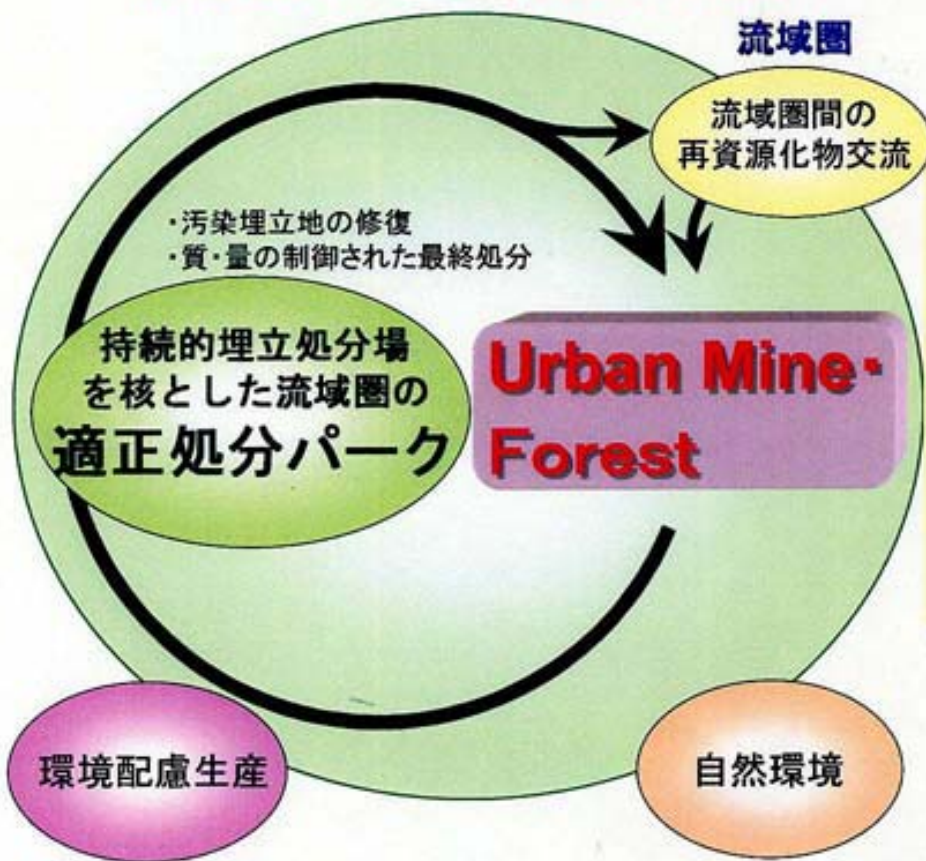 流域圏
流域圏間の
再資源化物交流
・汚染埋立地の修復
・質・量の制御された最終処分
持続的埋立処分場
を核とした流域圏の
適正処分パーク
Urban Mine・
Forest
環境配慮生産
自然環境